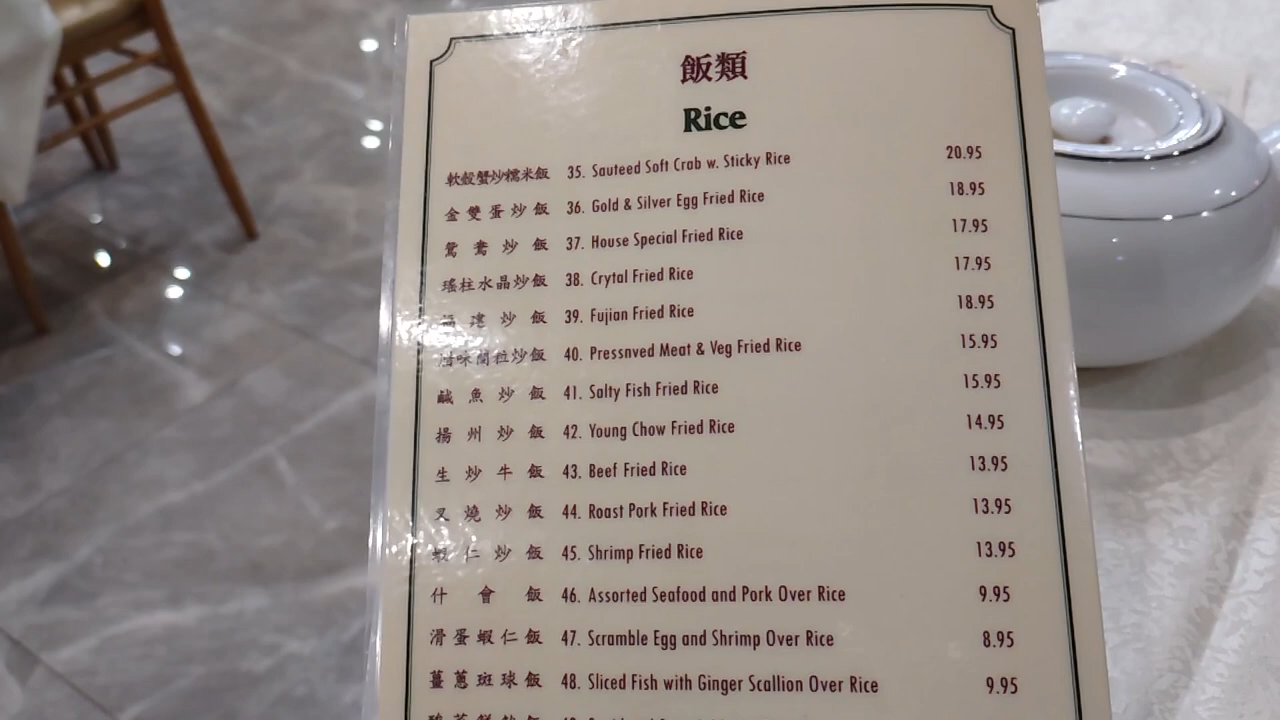 飯類
Rice
軟殼蟹炒糯米飯 35. Sauteed Soft Crab w. Sticky Rice 20.95
金雙蛋炒飯 36. Gold & Silver Egg Fried Rice 18.95
鴛鴦炒飯 37. House Special Fried Rice 17.95
瑤柱水晶炒飯 38. Crytal Fried Rice 17.95
福建炒飯 39. Fujian Fried Rice 18.95
炒飯 40. Pressnved Meat & Veg Fried Rice 15.95
鹹魚炒飯 41. Salty Fish Fried Rice 15.95
揚州炒飯 42. Young Chow Fried Rice 14.95
生炒牛飯 43. Beef Fried Rice 13.95
叉燒炒飯 44. Roast Pork Fried Rice 13.95
蝦仁炒飯 45. Shrimp Fried Rice 13.95
什會飯 46. Assorted Seafood and Pork Over Rice 9.95
滑蛋蝦仁飯 47. Scramble Egg and Shrimp Over Rice 8.95
薑蔥斑球飯 48. Sliced Fish with Ginger Scallion Over Rice 9.95